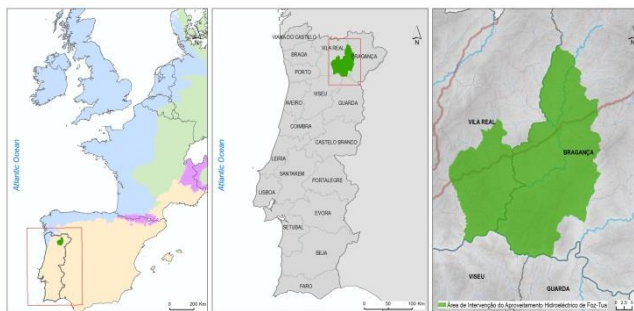 Atlantic Ocean
N
0 200 Km
Atlantic Ocean
N
VIANA DO CASTELO
VILA REAL
BRAGANÇA
BRAGA
PORTO
VISEU
AVEIRO
GUARDA
COIMBRA
CASTELO BRANCO
LEIRIA
SANTAREM
PORTALEGRE
LISBOA
EVORA
SETUBAL
BEJA
FARO
0 50 100 Km
N
VILA REAL
BRAGANÇA
VISEU
GUARDA
Área de Intervenção do Aproveitamento Hidroeléctrico de Foz-Tua